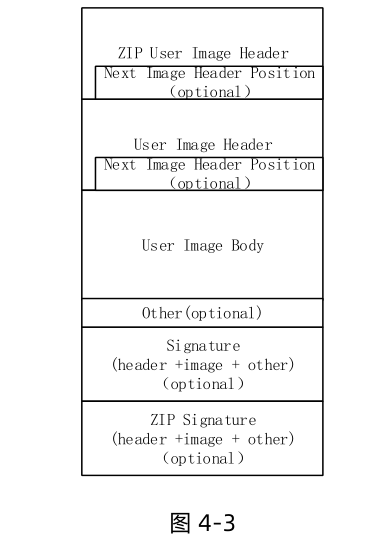 ZIP User Image Header
Next Image Header Position
(optional)
User Image Header
Next Image Header Position
(optional)
User Image Body
Other(optional)
Signature
(header +image + other)
(optional)
ZIP Signature
(header +image + other)
(optional)
图 4-3